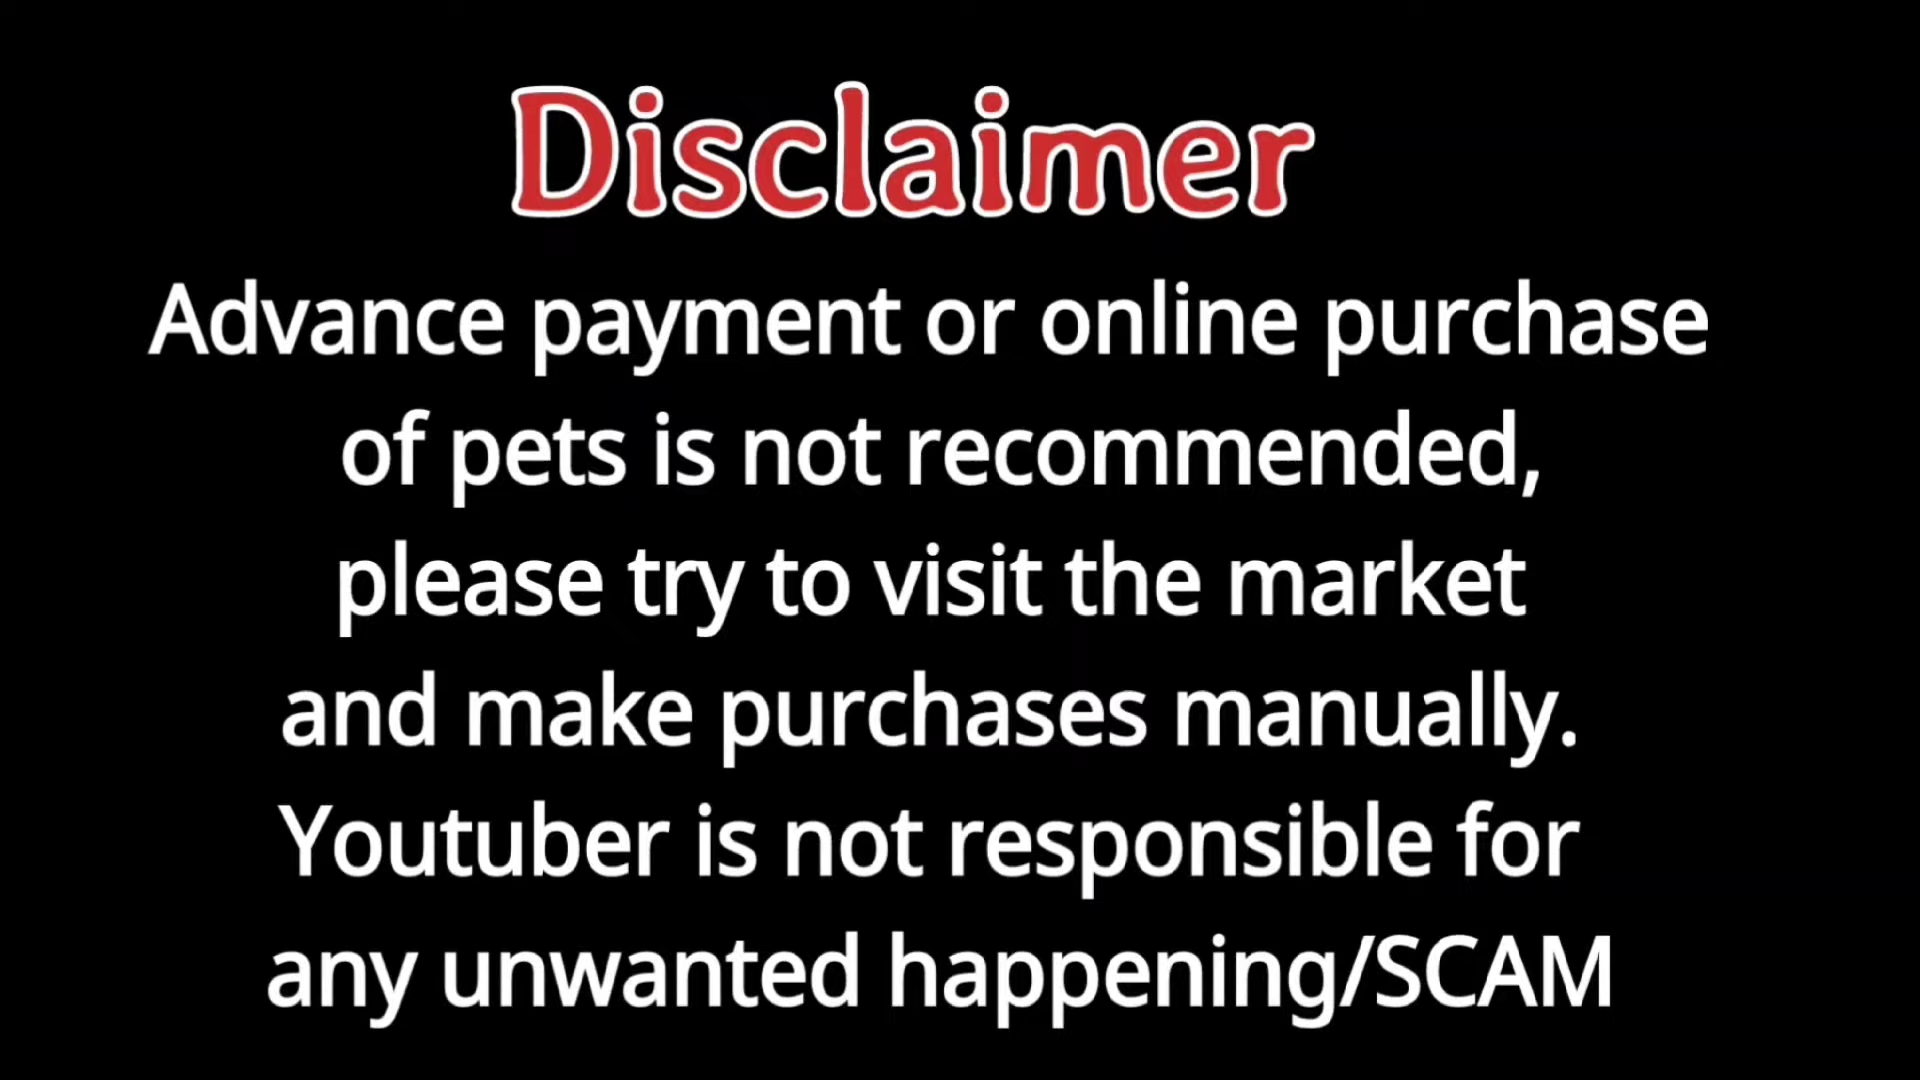 Disclaimer
Advance payment or online purchase
of pets is not recommended,
please try to visit the market
and make purchases manually.
Youtuber is not responsible for
any unwanted happening/SCAM